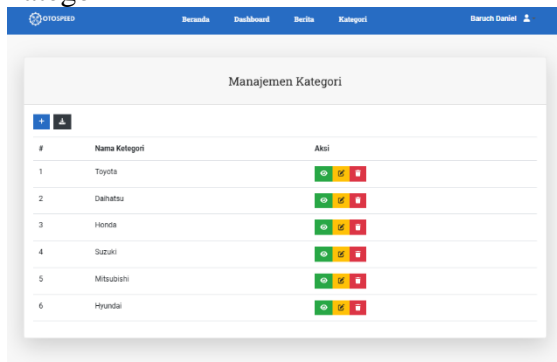 OTOSPEED Beranda Dashboard Berita Kategori Baruch Daniel
Manajemen Kategori
# Nama Ketegori Aksi
1 Toyota
2 Daihatsu
3 Honda
4 Suzuki
5 Mitsubishi
6 Hyundai